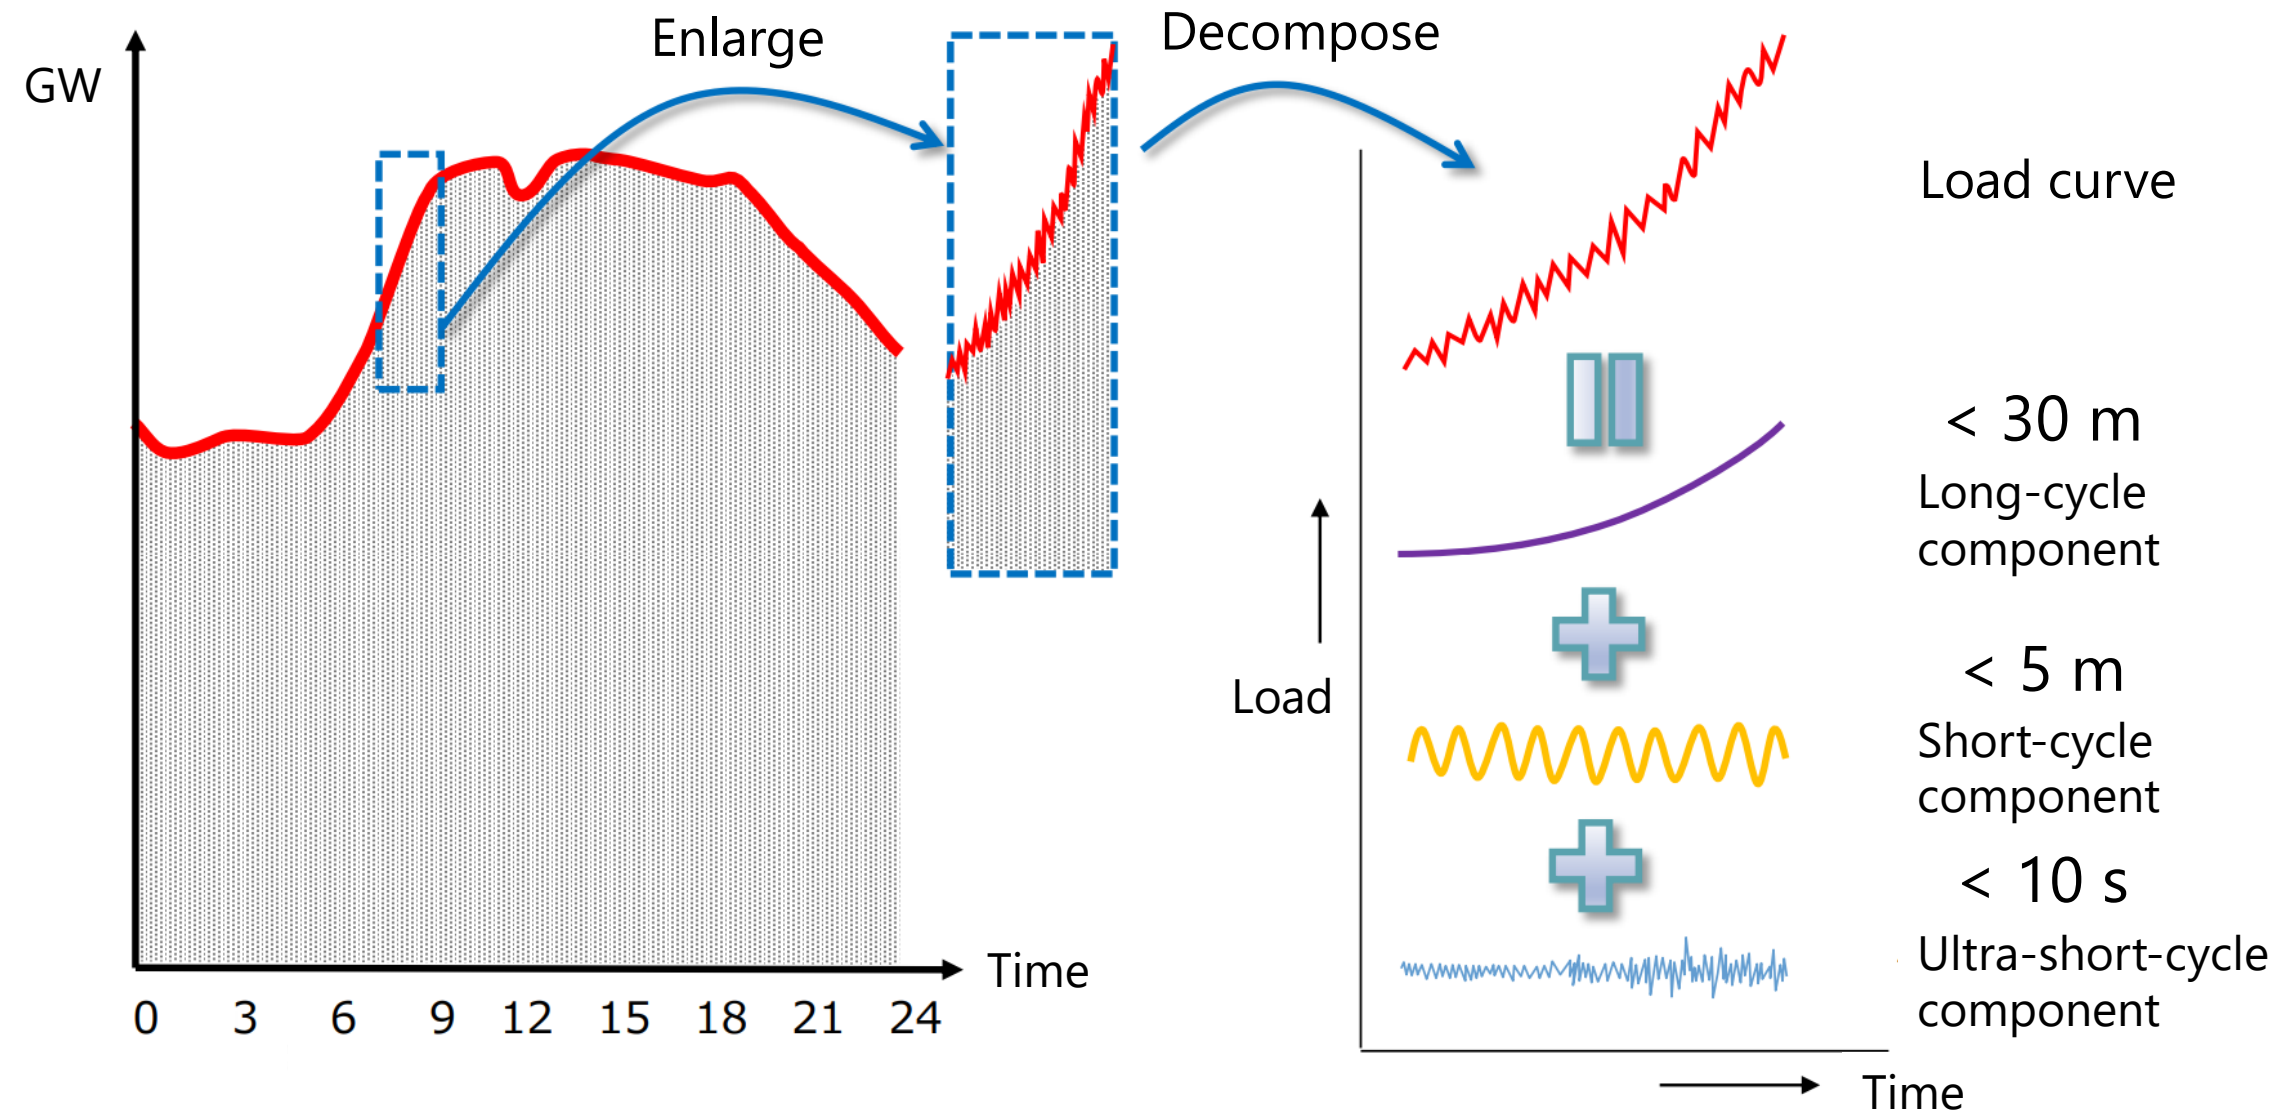 Enlarge
Decompose
GW
Load curve
< 30 m
Long-cycle
component
< 5 m
Load
Short-cycle
component
< 10 s
Ultra-short-cycle
component
Time
0 3 6 9 12 15 18 21 24
Time